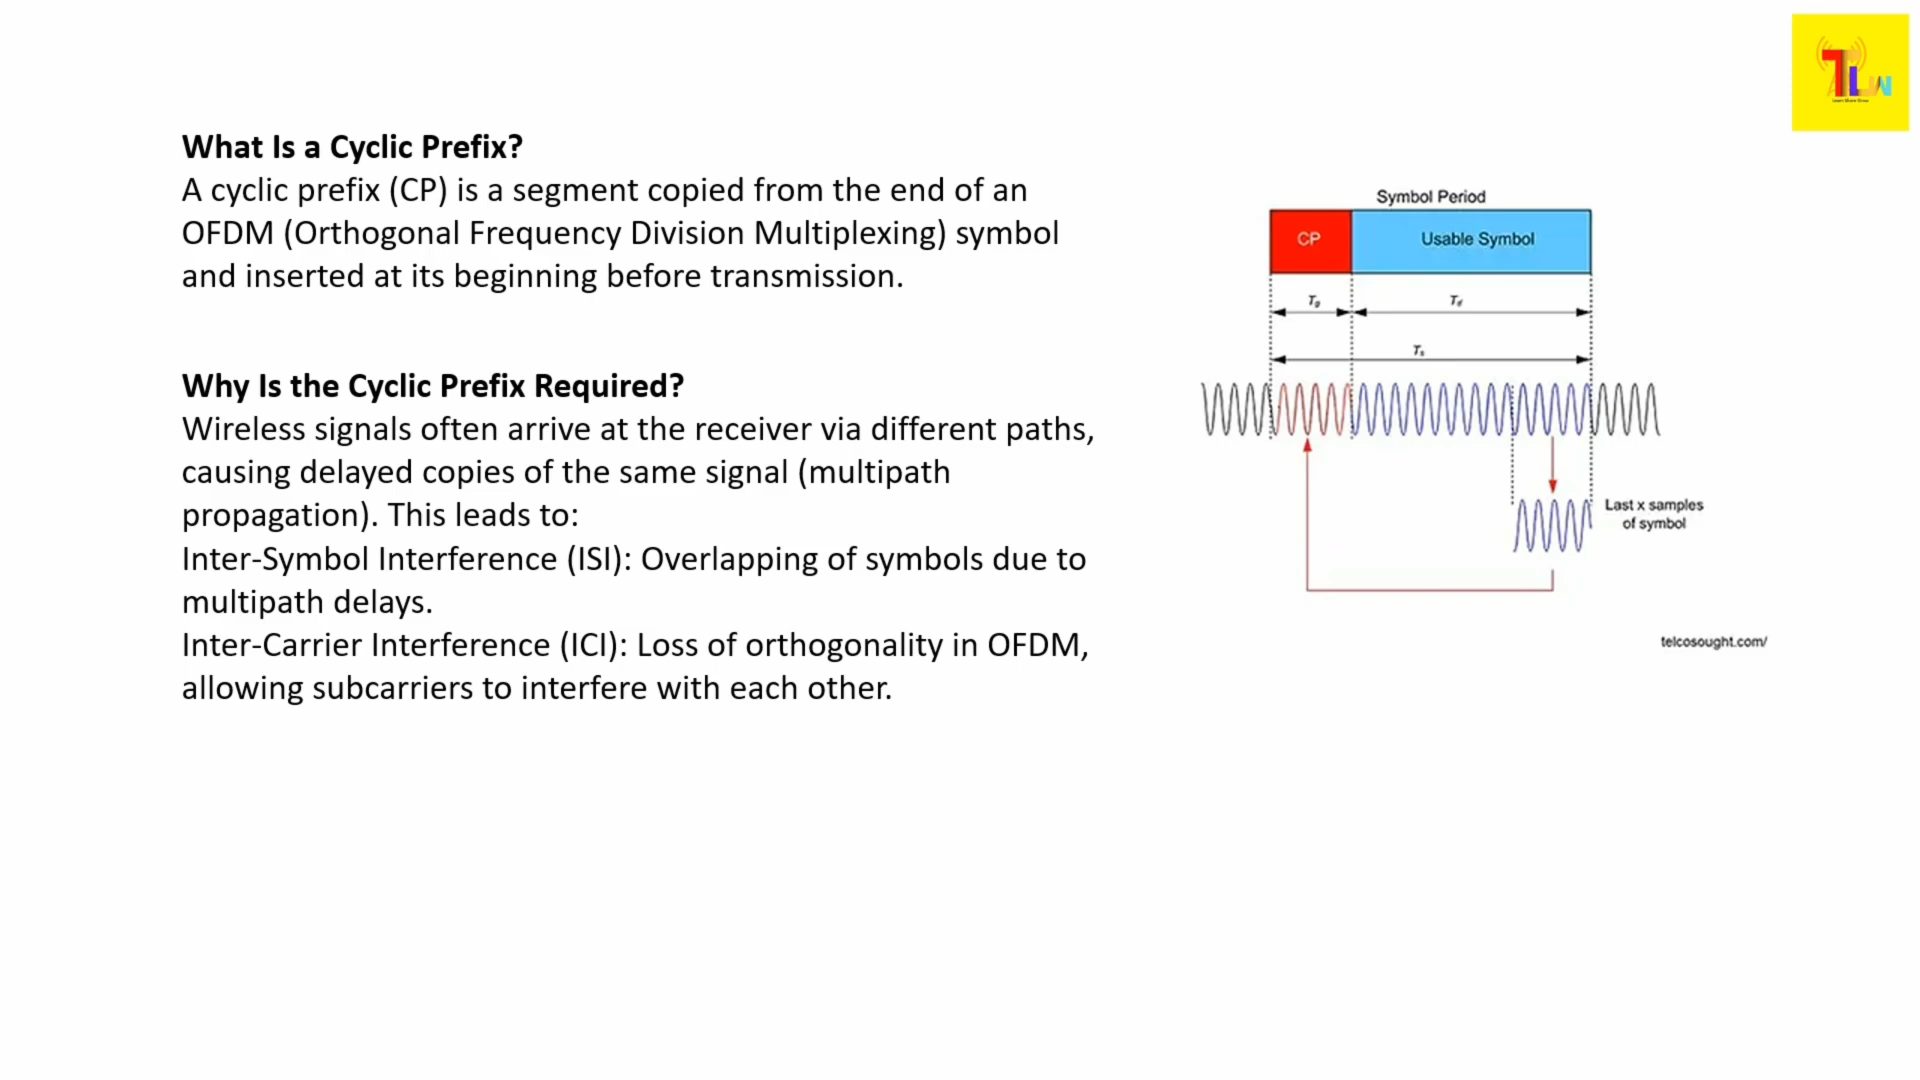 What Is a Cyclic Prefix?
A cyclic prefix (CP) is a segment copied from the end of an
OFDM (Orthogonal Frequency Division Multiplexing) symbol
and inserted at its beginning before transmission.
Why Is the Cyclic Prefix Required?
Wireless signals often arrive at the receiver via different paths,
causing delayed copies of the same signal (multipath
propagation). This leads to:
Inter-Symbol Interference (ISI): Overlapping of symbols due to
multipath delays.
Inter-Carrier Interference (ICI): Loss of orthogonality in OFDM,
allowing subcarriers to interfere with each other.
Symbol Period
CP
Usable Symbol
Tg
Ts
Last x samples
of symbol
telcosought.com/